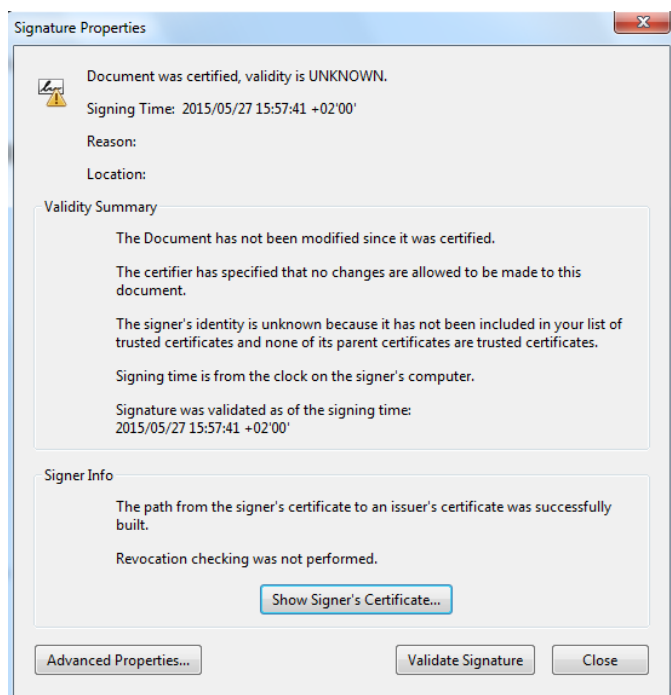 Signature Properties
Document was certified, validity is UNKNOWN.
Signing Time: 2015/05/27 15:57:41 +02'00'
Reason:
Location:
Validity Summary
The Document has not been modified since it was certified.
The certifier has specified that no changes are allowed to be made to this
document.
The signer's identity is unknown because it has not been included in your list of
trusted certificates and none of its parent certificates are trusted certificates.
Signing time is from the clock on the signer's computer.
Signature was validated as of the signing time:
2015/05/27 15:57:41 +02'00'
Signer Info
The path from the signer's certificate to an issuer's certificate was successfully
built.
Revocation checking was not performed.
Show Signer's Certificate...
Advanced Properties...
Validate Signature
Close